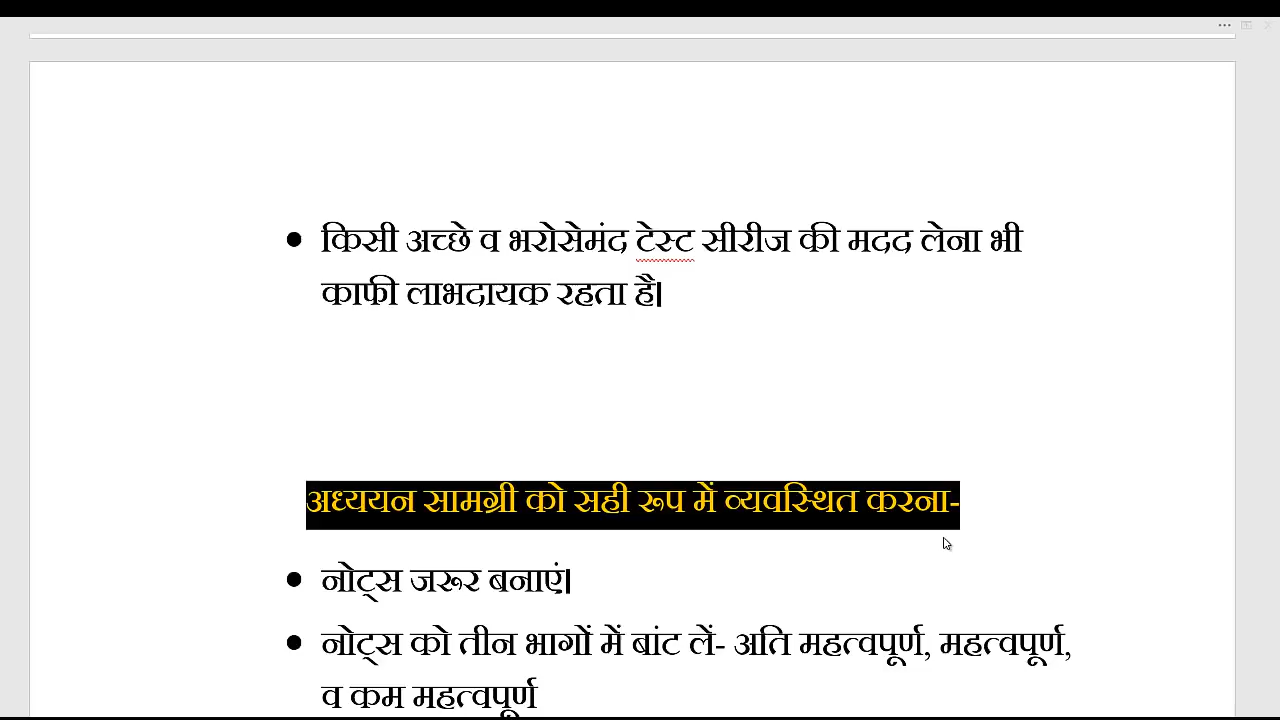 • किसी अच्छे व भरोसेमंद टेस्ट सीरीज की मदद लेना भी
काफी लाभदायक रहता है।
अध्ययन सामग्री को सही रूप में व्यवस्थित करना-
• नोट्स जरूर बनाएं।
• नोट्स को तीन भागों में बांट लें- अति महत्वपूर्ण, महत्वपूर्ण,
व कम महत्वपूर्ण